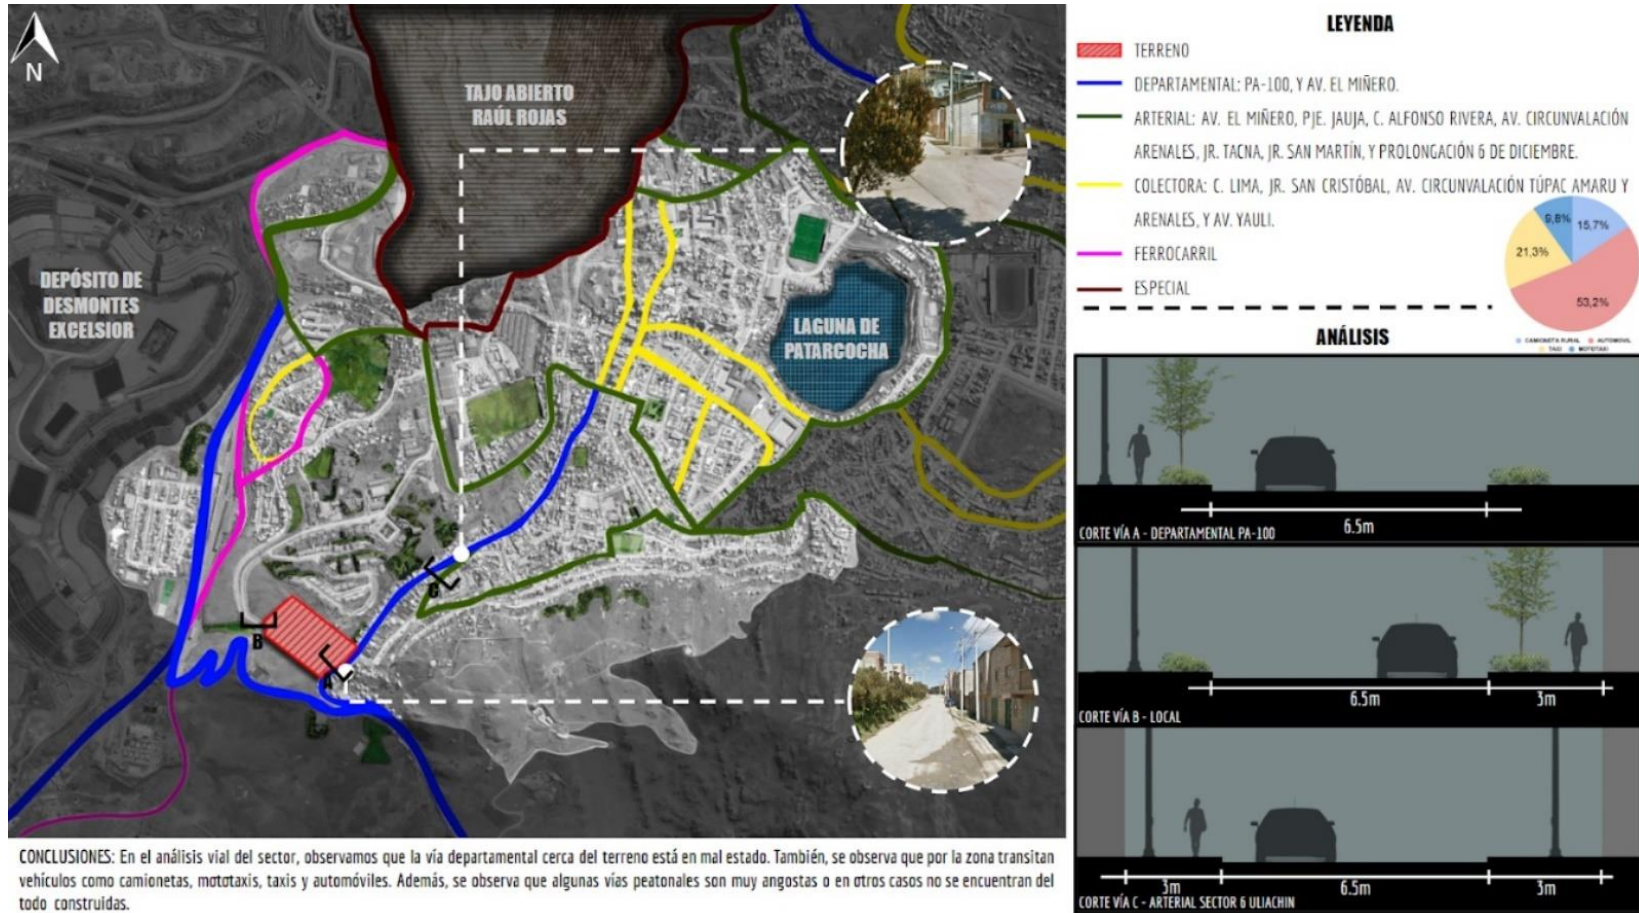 N
TAJO ABIERTO
RAÚL ROJAS
DEPÓSITO DE
DESMONTES
EXCELSIOR
LAGUNA DE
PATARCOCHA
C
B
A
LEYENDA
TERRENO
DEPARTAMENTAL: PA-100, Y AV. EL MIÑERO.
ARTERIAL: AV. EL MIÑERO, PJE. JAUJA, C. ALFONSO RIVERA, AV. CIRCUNVALACIÓN
ARENALES, JR. TACNA, JR. SAN MARTÍN, Y PROLONGACIÓN 6 DE DICIEMBRE.
COLECTORA: C. LIMA, JR. SAN CRISTÓBAL, AV. CIRCUNVALACIÓN TÚPAC AMARU Y
ARENALES, Y AV. YAULI.
FERROCARRIL
ESPECIAL
9,8%
15,7%
21,3%
53,2%
CAMIONETA RURAL AUTOMOVIL
TAXI MOTOTAXI
ANÁLISIS
6.5m
CORTE VÍA A - DEPARTAMENTAL PA-100
6.5m 3m
CORTE VÍA B - LOCAL
3m 6.5m 3m
CORTE VÍA C - ARTERIAL SECTOR 6 ULIACHIN
CONCLUSIONES: En el análisis vial del sector, observamos que la vía departamental cerca del terreno está en mal estado. También, se observa que por la zona transitan
vehículos como camionetas, mototaxis, taxis y automóviles. Además, se observa que algunas vías peatonales son muy angostas o en otros casos no se encuentran del
todo construidas.